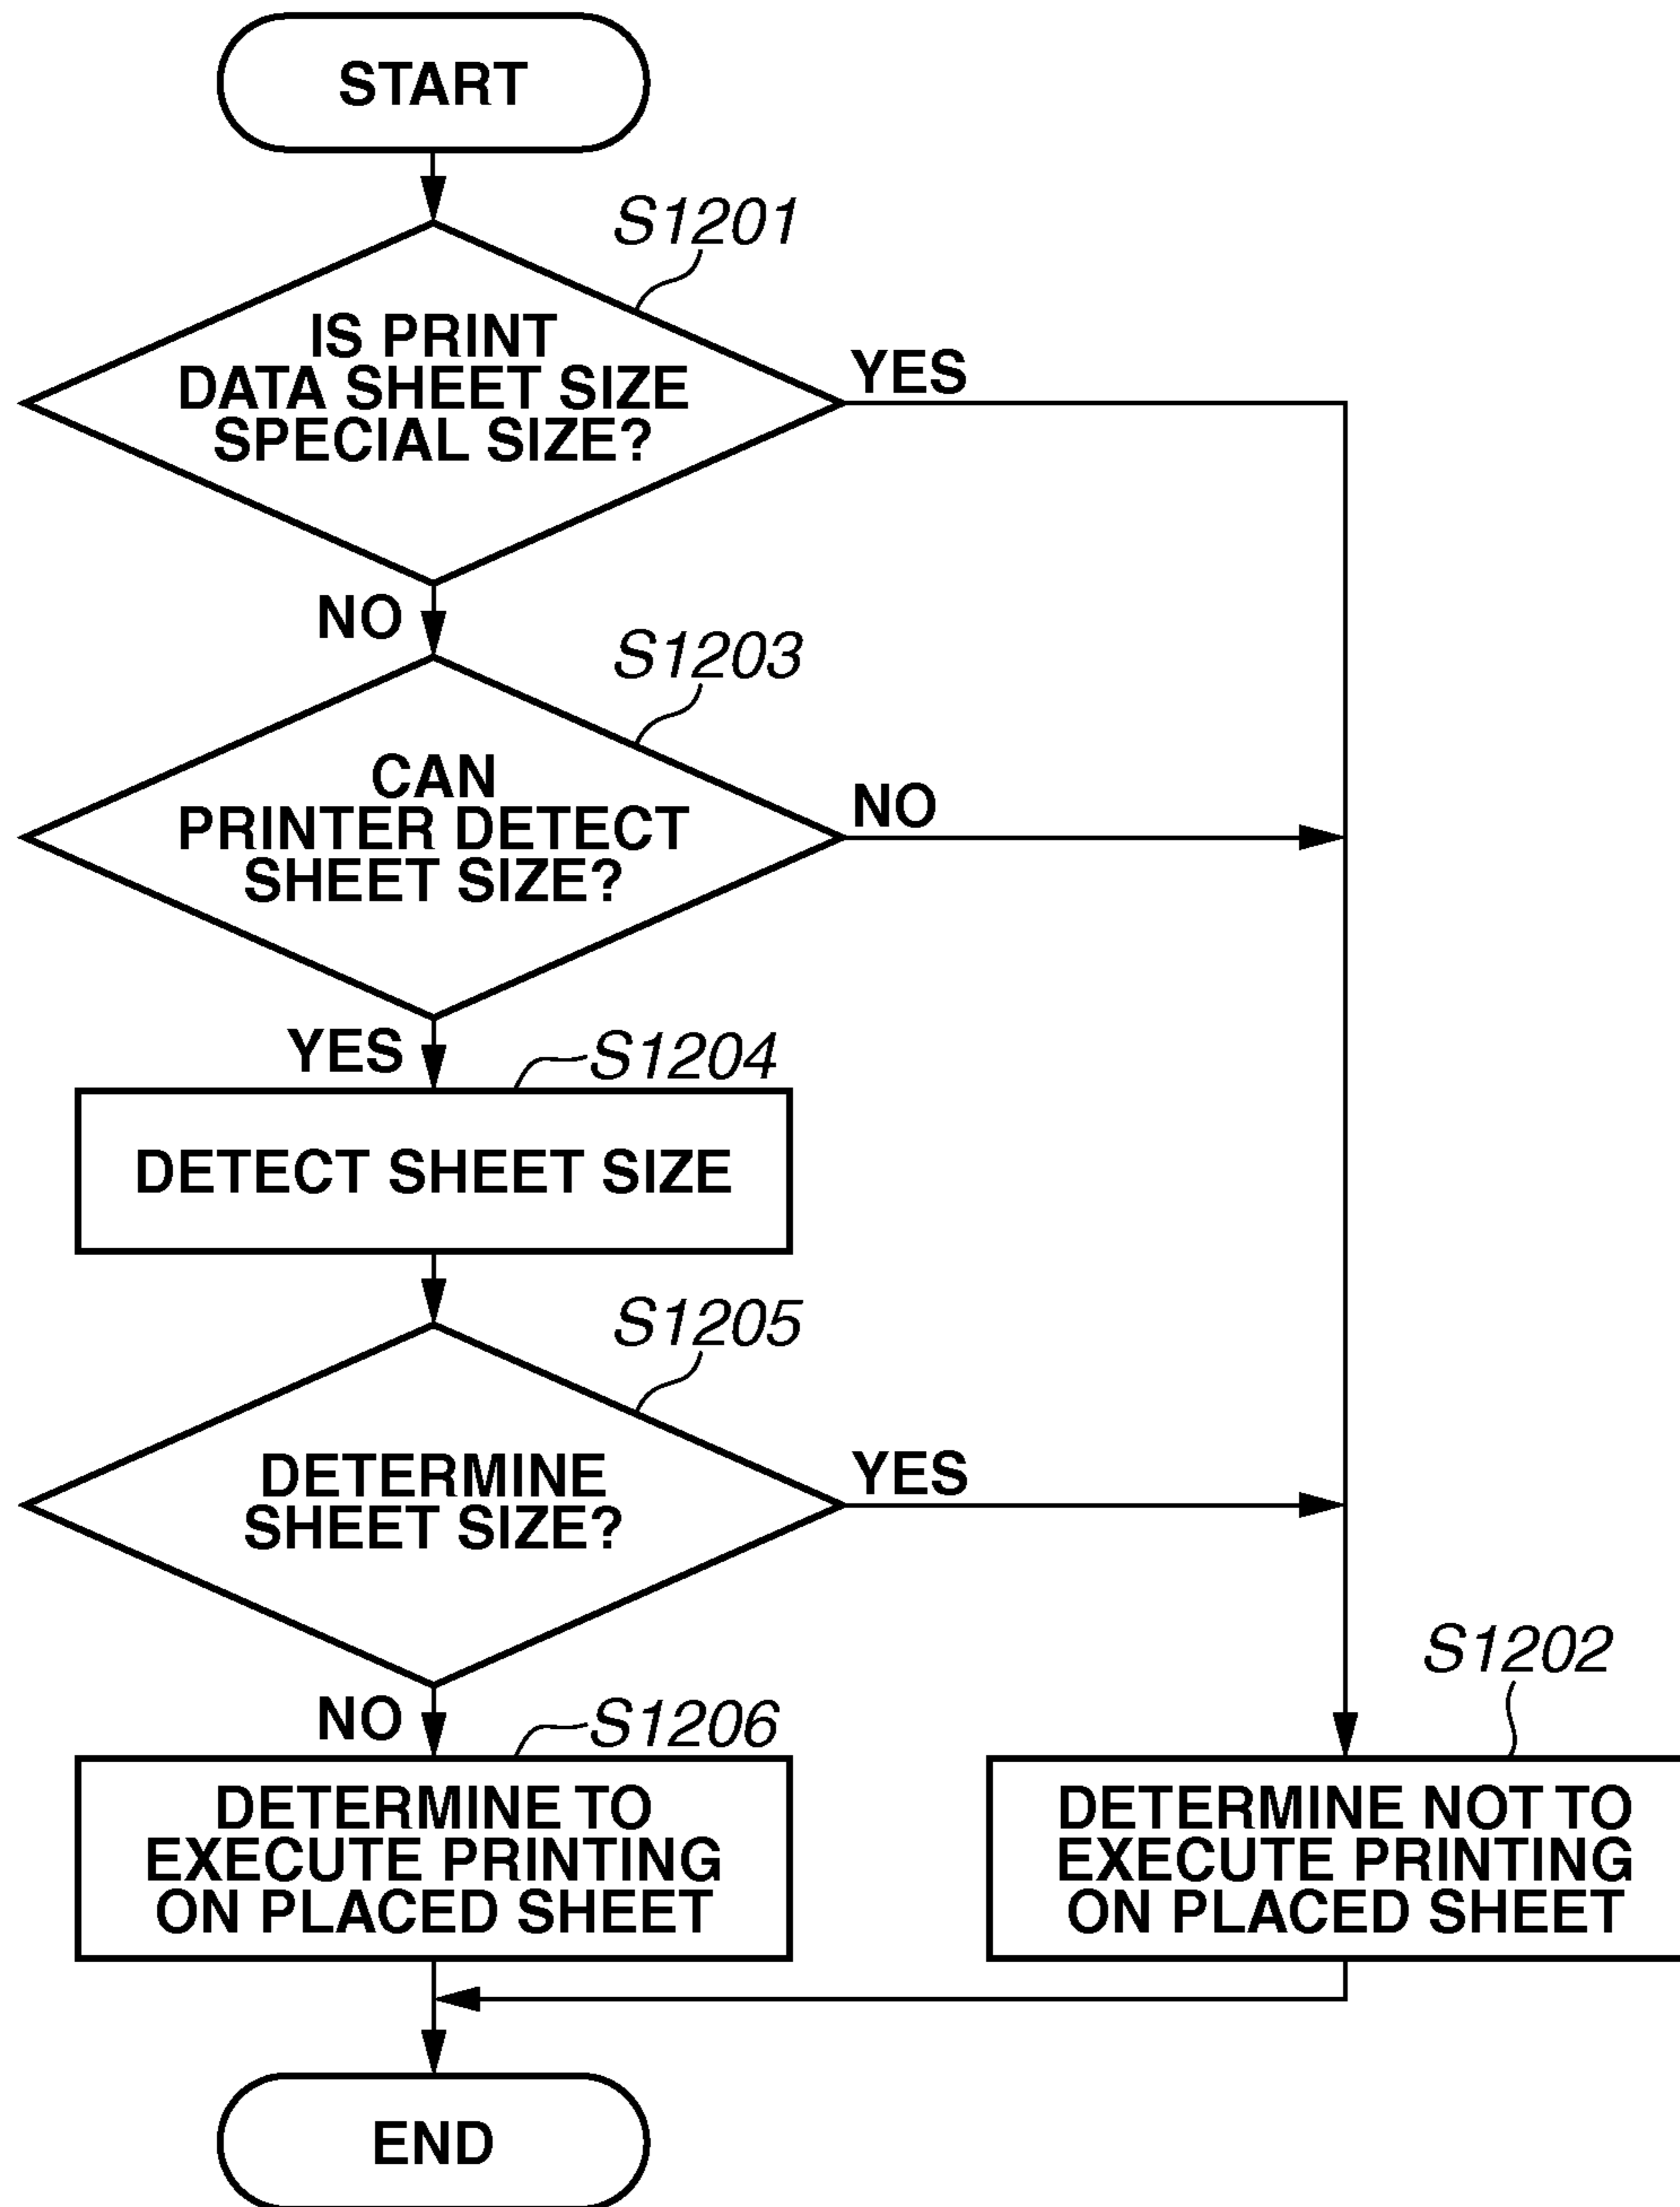 START
S1201
IS PRINT
DATA SHEET SIZE
SPECIAL SIZE?
YES
NO
S1203
CAN
PRINTER DETECT
SHEET SIZE?
NO
YES
S1204
DETECT SHEET SIZE
S1205
DETERMINE
SHEET SIZE?
YES
NO
S1206
DETERMINE TO
EXECUTE PRINTING
ON PLACED SHEET
S1202
DETERMINE NOT TO
EXECUTE PRINTING
ON PLACED SHEET
END